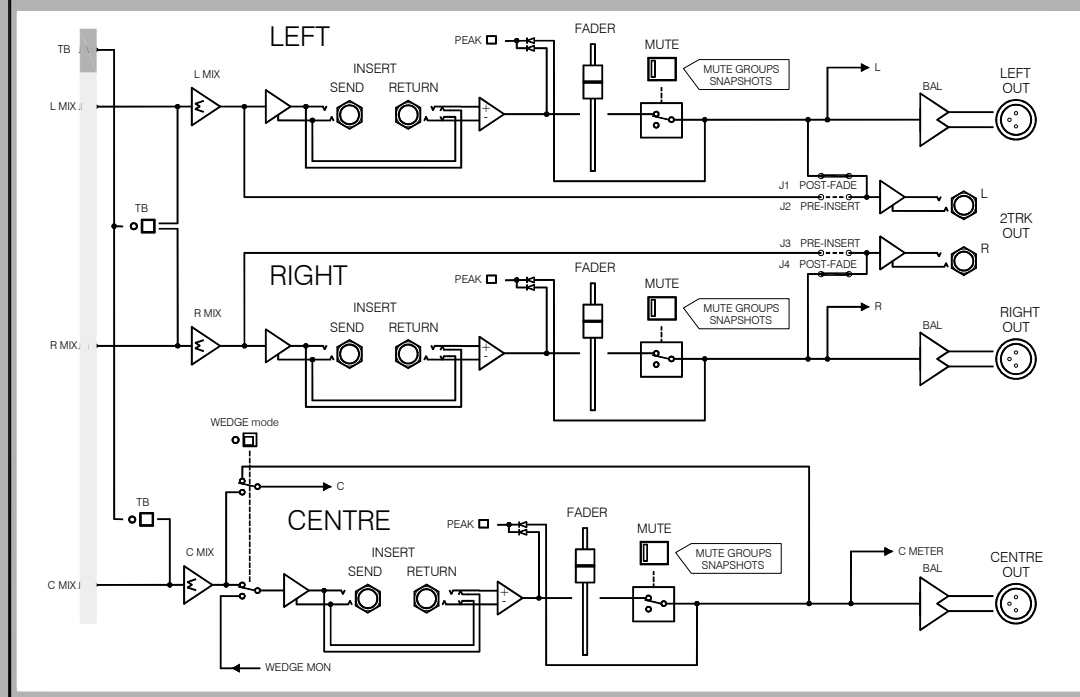 LEFT
FADER
TB
PEAK
MUTE
L MIX
INSERT
SEND RETURN
MUTE GROUPS
SNAPSHOTS
L
LEFT
OUT
BAL
L MIX
+
-
J1 POST-FADE
J2 PRE-INSERT
L
2TRK
OUT
TB
J3 PRE-INSERT
J4 POST-FADE
R
RIGHT
FADER
PEAK
MUTE
R MIX
INSERT
SEND RETURN
MUTE GROUPS
SNAPSHOTS
R
RIGHT
OUT
BAL
R MIX
+
-
WEDGE mode
C
TB
CENTRE
FADER
PEAK
MUTE
C MIX
INSERT
SEND RETURN
MUTE GROUPS
SNAPSHOTS
C METER
CENTRE
OUT
BAL
C MIX
+
-
WEDGE MON